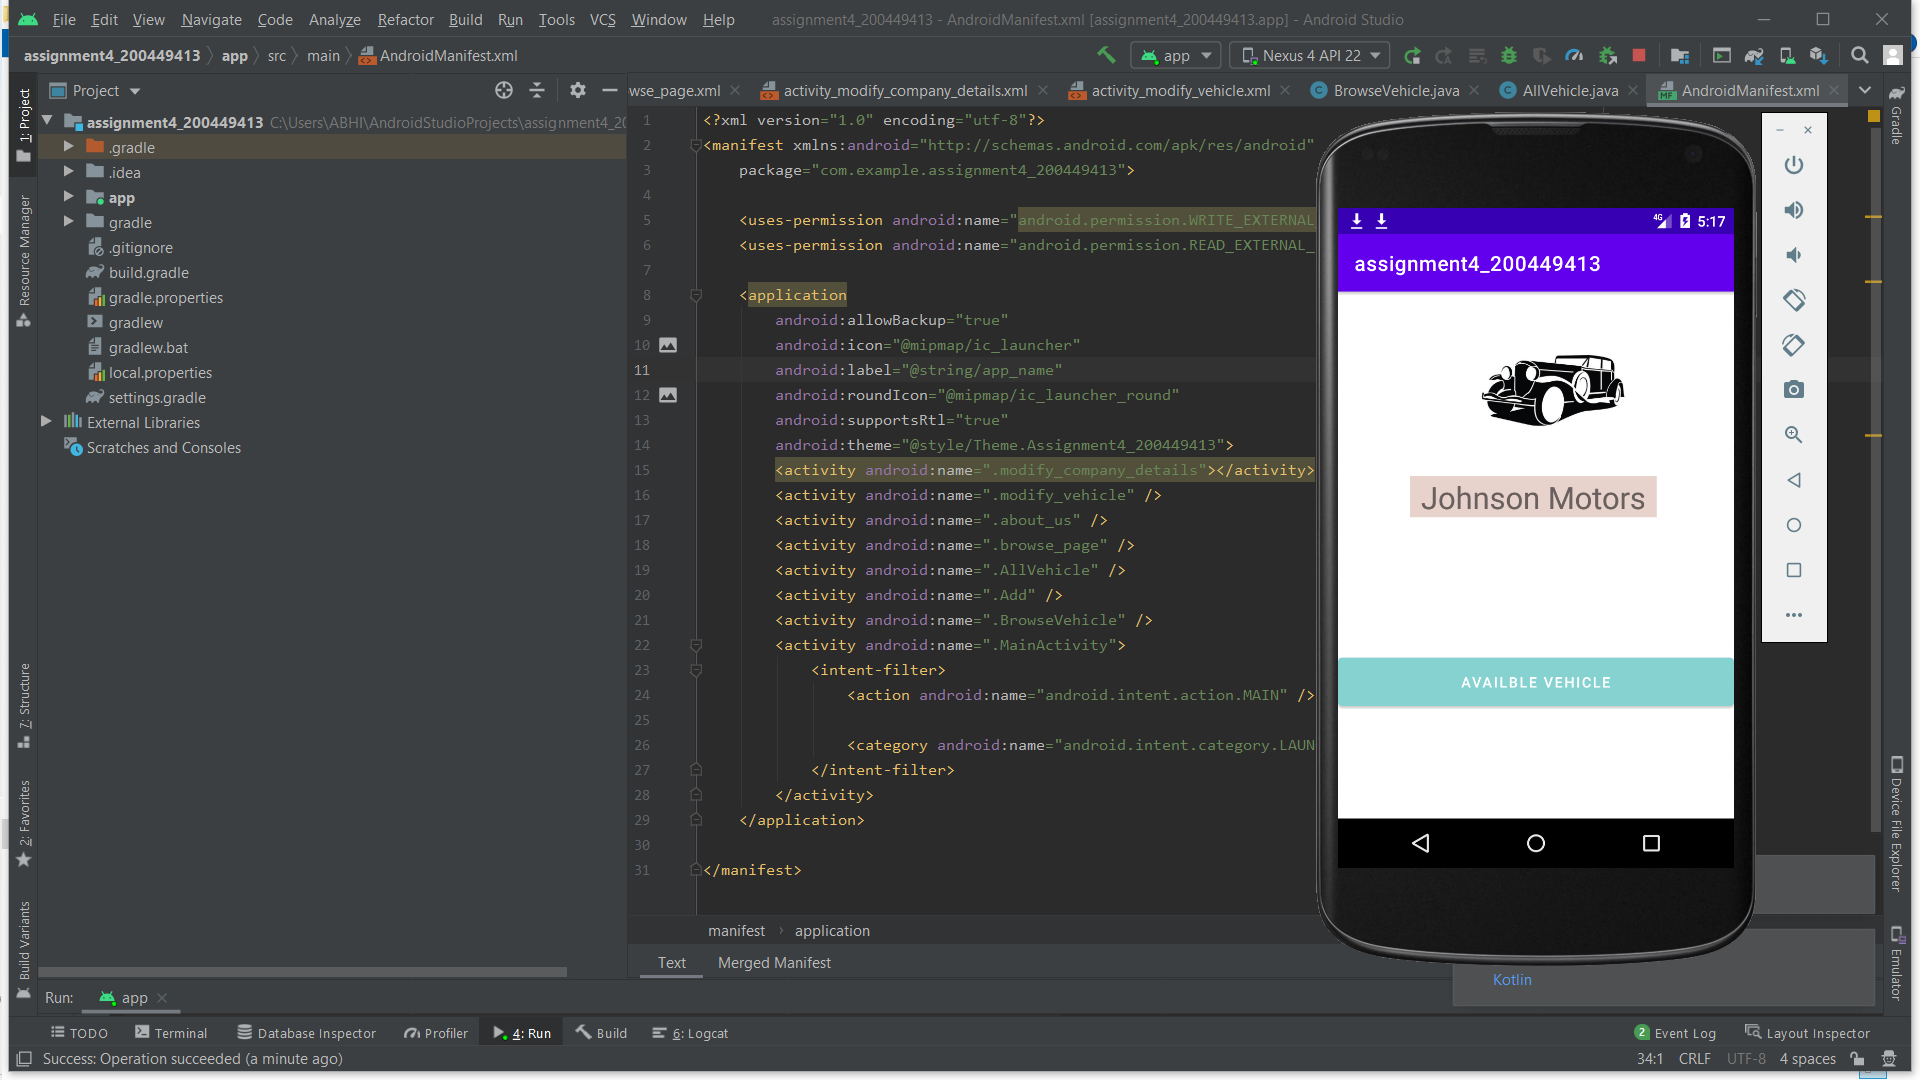 File Edit View Navigate Code Analyze Refactor Build Run Tools VCS Window Help assignment4_200449413 - AndroidManifest.xml [assignment4_200449413.app] - Android Studio
assignment4_200449413 app src main AndroidManifest.xml app Nexus 4 API 22
Project wse_page.xml activity_modify_company_details.xml activity_modify_vehicle.xml BrowseVehicle.java AllVehicle.java AndroidManifest.xml
assignment4_200449413 C:\Users\ABHI\AndroidStudioProjects\assignment4_20
.gradle
.idea
app
gradle
.gitignore
build.gradle
gradle.properties
gradlew
gradlew.bat
local.properties
settings.gradle
External Libraries
Scratches and Consoles
1: Project
Resource Manager
7: Structure
2: Favorites
Build Variants
1 <?xml version="1.0" encoding="utf-8"?>
2 <manifest xmlns:android="http://schemas.android.com/apk/res/android"
3 package="com.example.assignment4_200449413">
4
5 <uses-permission android:name="android.permission.WRITE_EXTERNAL
6 <uses-permission android:name="android.permission.READ_EXTERNAL_
7
8 <application
9 android:allowBackup="true"
10 android:icon="@mipmap/ic_launcher"
11 android:label="@string/app_name"
12 android:roundIcon="@mipmap/ic_launcher_round"
13 android:supportsRtl="true"
14 android:theme="@style/Theme.Assignment4_200449413">
15 <activity android:name=".modify_company_details"></activity>
16 <activity android:name=".modify_vehicle" />
17 <activity android:name=".about_us" />
18 <activity android:name=".browse_page" />
19 <activity android:name=".AllVehicle" />
20 <activity android:name=".Add" />
21 <activity android:name=".BrowseVehicle" />
22 <activity android:name=".MainActivity">
23 <intent-filter>
24 <action android:name="android.intent.action.MAIN" />
25
26 <category android:name="android.intent.category.LAUN
27 </intent-filter>
28 </activity>
29 </application>
30
31 </manifest>
manifest application
Text Merged Manifest
4G 5:17
assignment4_200449413
Johnson Motors
AVAILBLE VEHICLE
Kotlin
Gradle
Device File Explorer
Emulator
Run: app
TODO Terminal Database Inspector Profiler 4: Run Build 6: Logcat 2 Event Log Layout Inspector
Success: Operation succeeded (a minute ago) 34:1 CRLF UTF-8 4 spaces